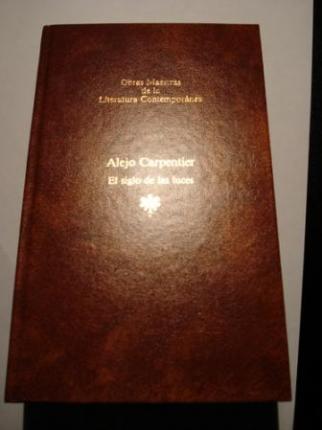 Obras Maestras
de la
Literatura Contemporánea
Alejo Carpentier
El siglo de las luces